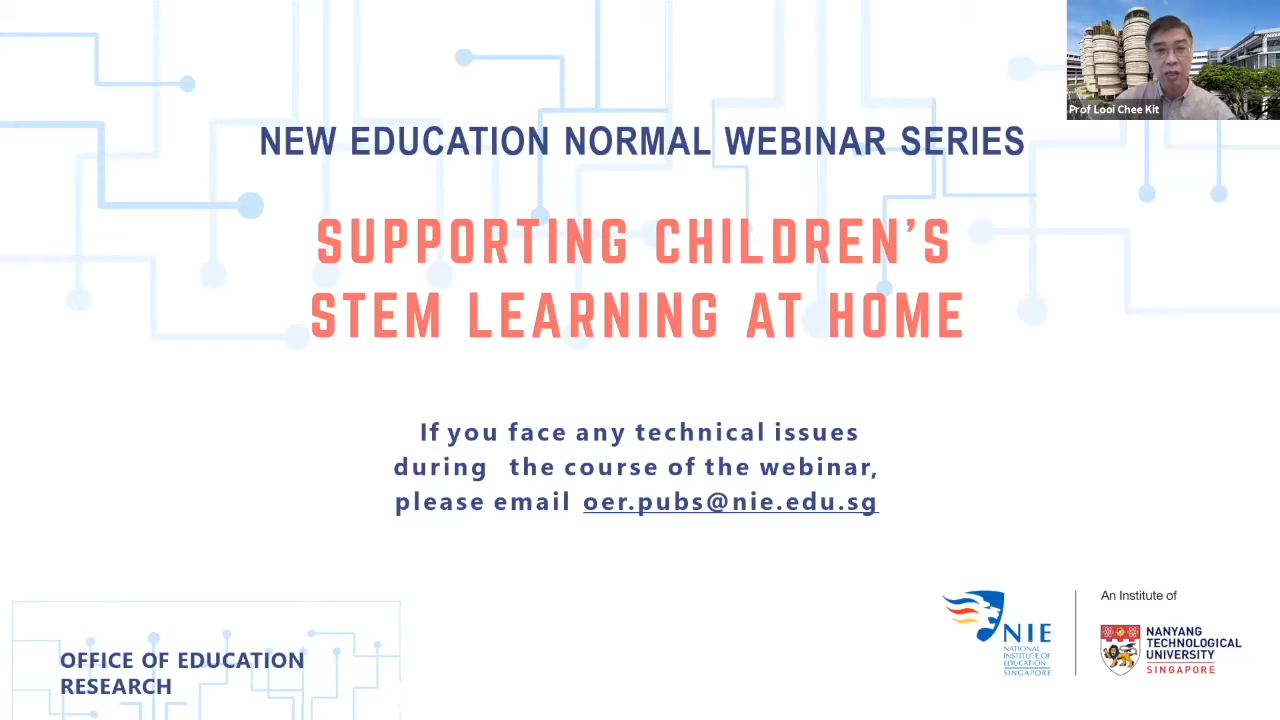 Prof Looi Chee Kit
NEW EDUCATION NORMAL WEBINAR SERIES
SUPPORTING CHILDREN'S
STEM LEARNING AT HOME
If you face any technical issues
during the course of the webinar,
please email oer.pubs@nie.edu.sg
OFFICE OF EDUCATION
RESEARCH
NIE
NATIONAL
INSTITUTE OF
EDUCATION
SINGAPORE
An Institute of
NANYANG
TECHNOLOGICAL
UNIVERSITY
SINGAPORE